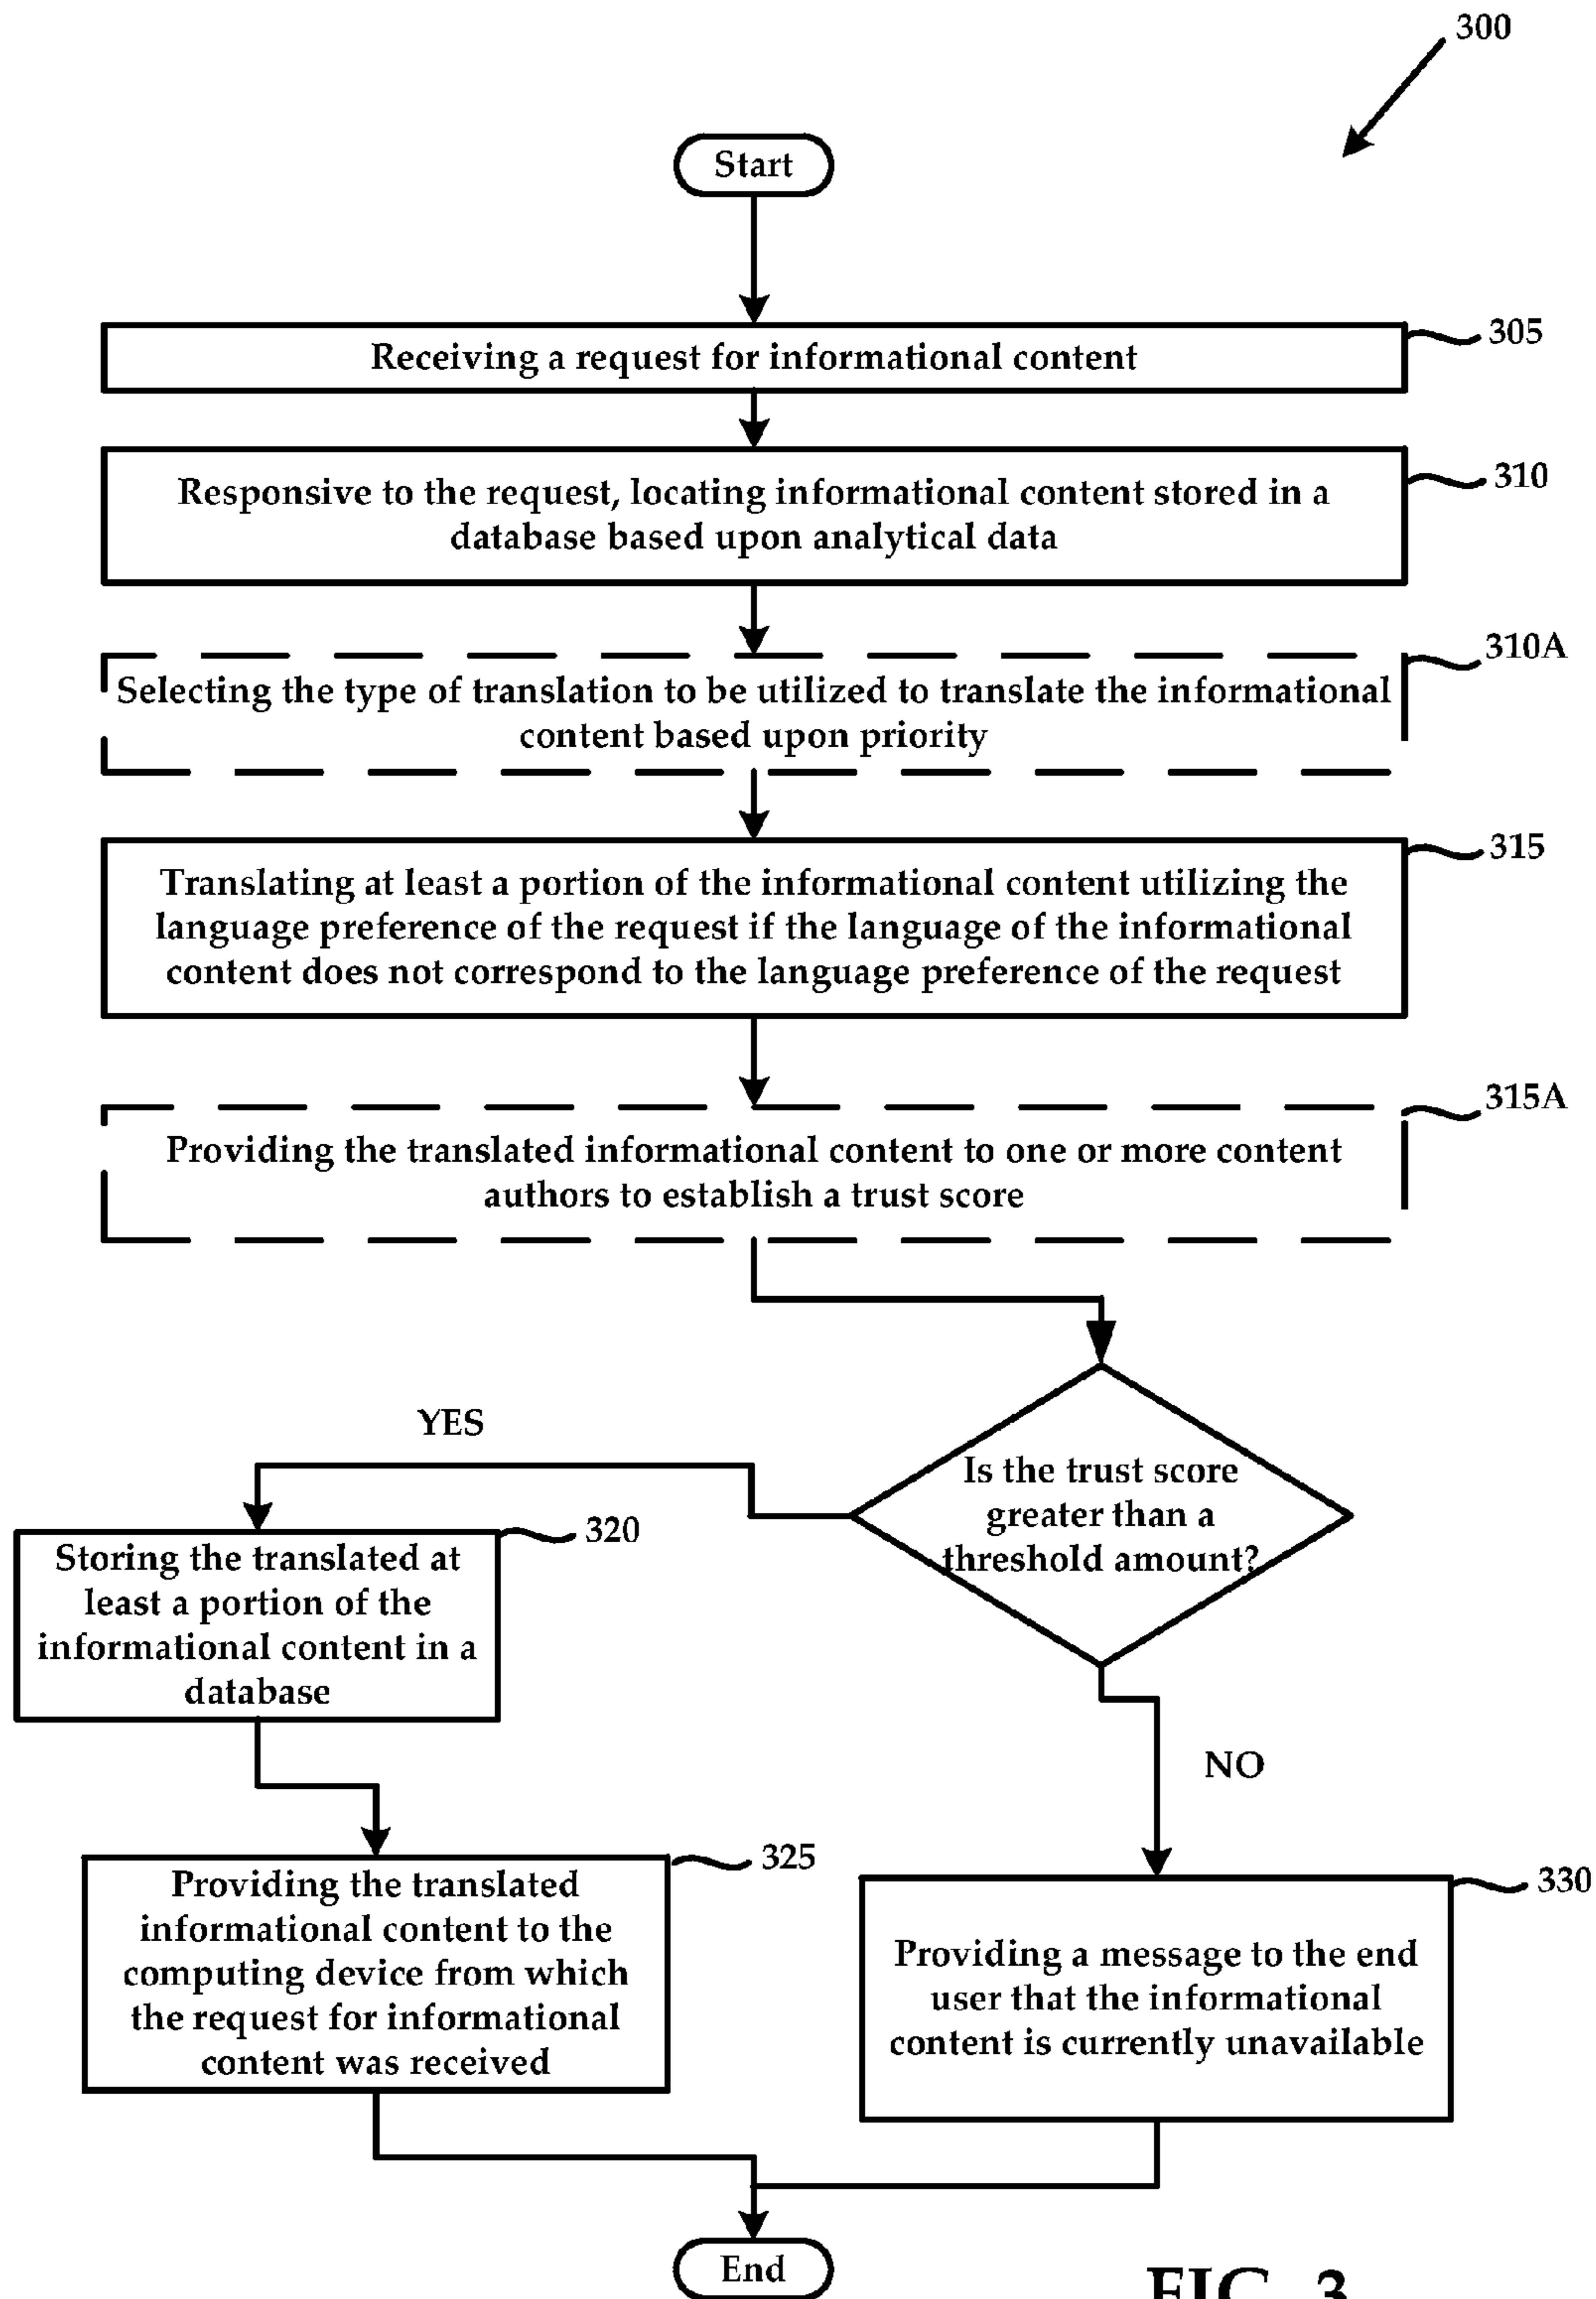 300
Start
305
Receiving a request for informational content
310
Responsive to the request, locating informational content stored in a
database based upon analytical data
310A
Selecting the type of translation to be utilized to translate the informational
content based upon priority
315
Translating at least a portion of the informational content utilizing the
language preference of the request if the language of the informational
content does not correspond to the language preference of the request
315A
Providing the translated informational content to one or more content
authors to establish a trust score
YES
Is the trust score
greater than a
threshold amount?
320
Storing the translated at
least a portion of the
informational content in a
database
NO
325
Providing the translated
informational content to the
computing device from which
the request for informational
content was received
330
Providing a message to the end
user that the informational
content is currently unavailable
End
FIG. 3